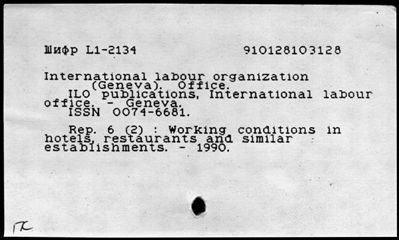 Шифр L1-2134 910128103128
International labour organization
(Geneva). Office.
ILO publications, International labour
office. - Geneva.
ISSN 0074-6681.
Rep. 6 (2) : Working conditions in
hotels, restaurants and similar
establishments. - 1990.
ГК